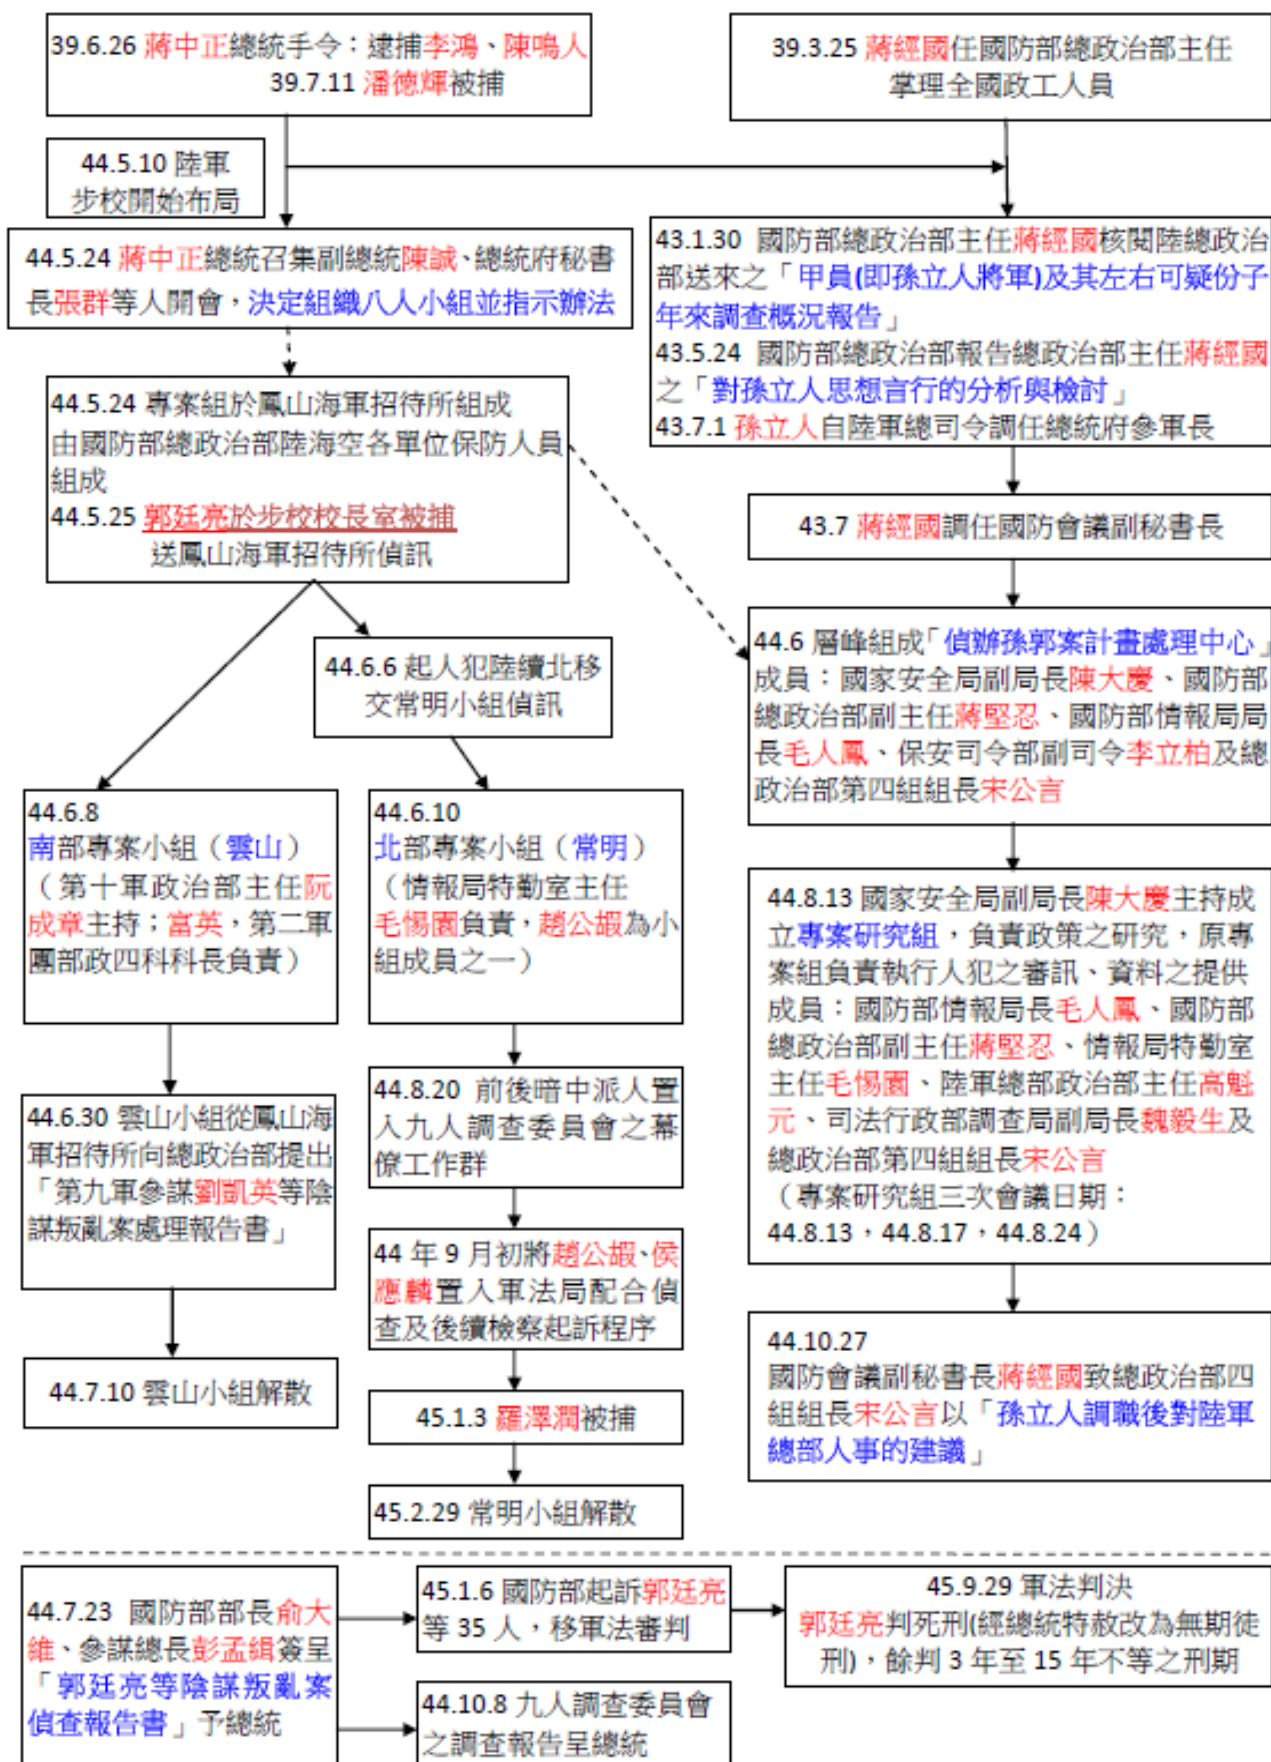 39.6.26 蔣中正總統手令：逮捕李鴻、陳鳴人
39.7.11 潘德輝被捕
39.3.25 蔣經國任國防部總政治部主任
掌理全國政工人員
44.5.10 陸軍
步校開始布局
44.5.24 蔣中正總統召集副總統陳誠、總統府秘書
長張群等人開會，決定組織八人小組並指示辦法
43.1.30 國防部總政治部主任蔣經國核閱陸總政治
部送來之「甲員(即孫立人將軍)及其左右可疑份子
年來調查概況報告」
43.5.24 國防部總政治部報告總政治部主任蔣經國
之「對孫立人思想言行的分析與檢討」
43.7.1 孫立人自陸軍總司令調任總統府參軍長
44.5.24 專案組於鳳山海軍招待所組成
由國防部總政治部陸海空各單位保防人員
組成
44.5.25 郭廷亮於步校校長室被捕
送鳳山海軍招待所偵訊
43.7 蔣經國調任國防會議副秘書長
44.6.6 起人犯陸續北移
交常明小組偵訊
44.6 層峰組成「偵辦孫郭案計畫處理中心」
成員：國家安全局副局長陳大慶、國防部
總政治部副主任蔣堅忍、國防部情報局局
長毛人鳳、保安司令部副司令李立柏及總
政治部第四組組長宋公言
44.6.8
南部專案小組（雲山）
（第十軍政治部主任阮
成章主持；富英，第二軍
團部政四科科長負責）
44.6.10
北部專案小組（常明）
（情報局特勤室主任
毛惕園負責，趙公嘏為小
組成員之一）
44.8.13 國家安全局副局長陳大慶主持成
立專案研究組，負責政策之研究，原專
案組負責執行人犯之審訊、資料之提供
成員：國防部情報局長毛人鳳、國防部
總政治部副主任蔣堅忍、情報局特勤室
主任毛惕園、陸軍總部政治部主任高魁
元、司法行政部調查局副局長魏毅生及
總政治部第四組組長宋公言
（專案研究組三次會議日期：
44.8.13，44.8.17，44.8.24）
44.6.30 雲山小組從鳳山海
軍招待所向總政治部提出
「第九軍參謀劉凱英等陰
謀叛亂案處理報告書」
44.8.20 前後暗中派人置
入九人調查委員會之幕
僚工作群
44 年 9 月初將趙公嘏、侯
應麟置入軍法局配合偵
查及後續檢察起訴程序
44.7.10 雲山小組解散
45.1.3 羅澤潤被捕
44.10.27
國防會議副秘書長蔣經國致總政治部四
組組長宋公言以「孫立人調職後對陸軍
總部人事的建議」
45.2.29 常明小組解散
44.7.23 國防部部長俞大
維、參謀總長彭孟緝簽呈
「郭廷亮等陰謀叛亂案
偵查報告書」予總統
45.1.6 國防部起訴郭廷亮
等 35 人，移軍法審判
45.9.29 軍法判決
郭廷亮判死刑(經總統特赦改為無期徒
刑)，餘判 3 年至 15 年不等之刑期
44.10.8 九人調查委員會
之調查報告呈總統